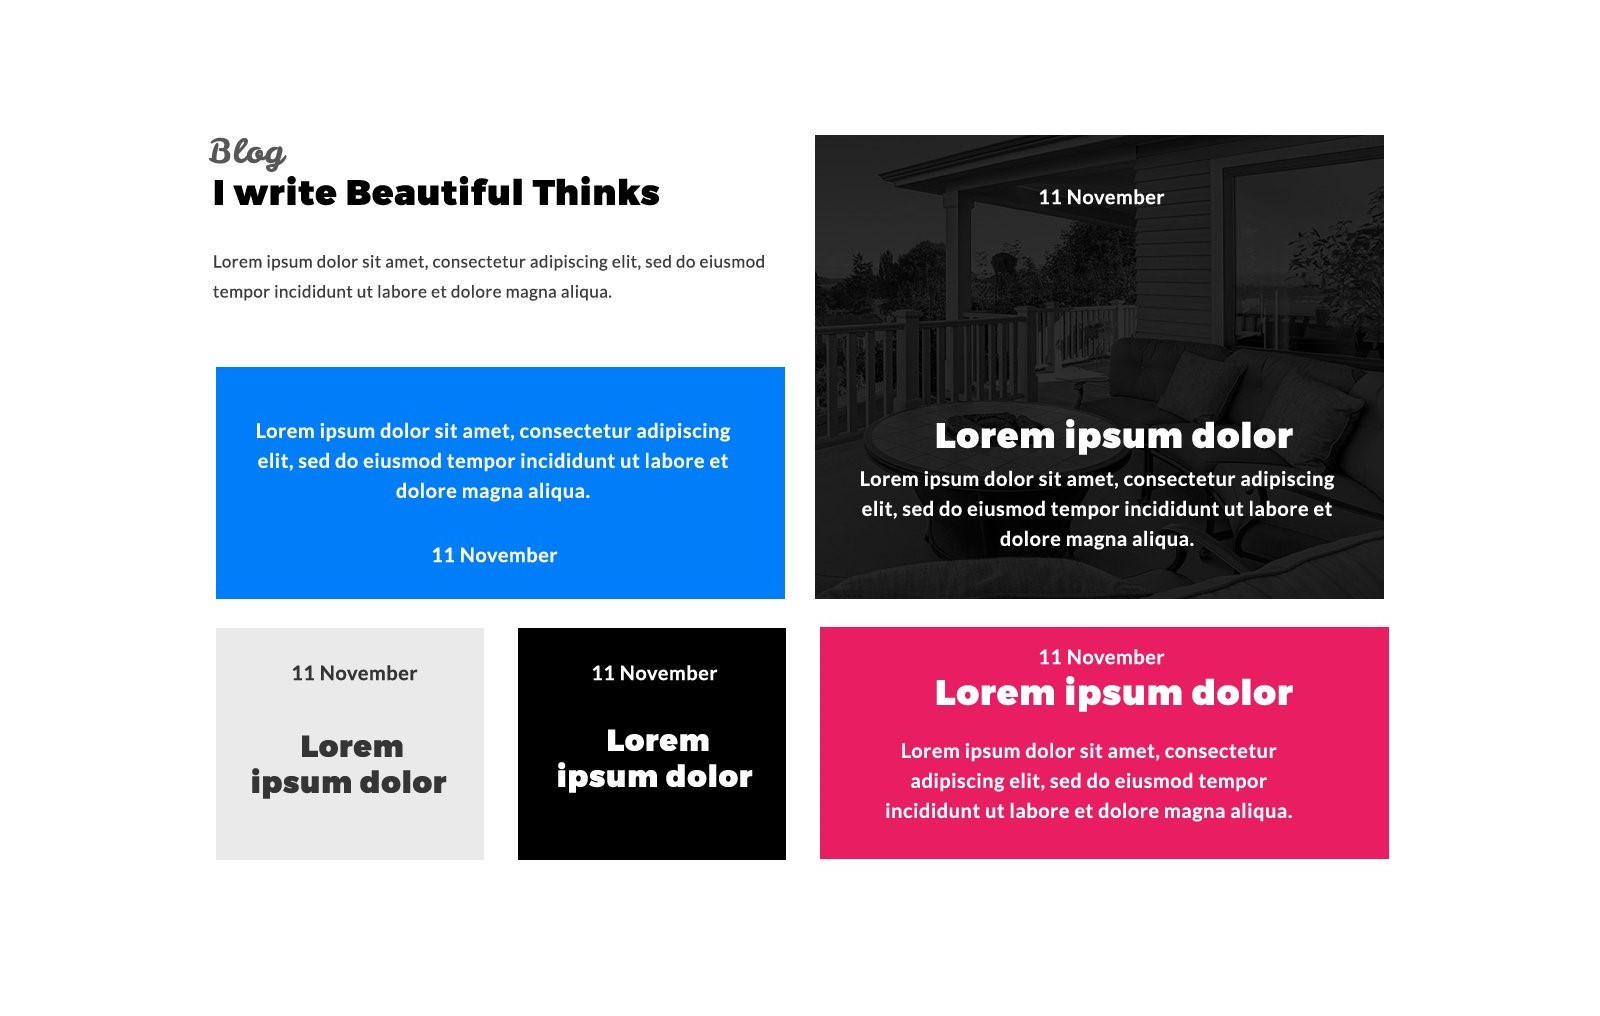 Blog
I write Beautiful Thinks
Lorem ipsum dolor sit amet, consectetur adipiscing elit, sed do eiusmod
tempor incididunt ut labore et dolore magna aliqua.
Lorem ipsum dolor sit amet, consectetur adipiscing
elit, sed do eiusmod tempor incididunt ut labore et
dolore magna aliqua.
11 November
11 November
Lorem ipsum dolor
Lorem ipsum dolor sit amet, consectetur adipiscing
elit, sed do eiusmod tempor incididunt ut labore et
dolore magna aliqua.
11 November
Lorem
ipsum dolor
11 November
Lorem
ipsum dolor
11 November
Lorem ipsum dolor
Lorem ipsum dolor sit amet, consectetur
adipiscing elit, sed do eiusmod tempor
incididunt ut labore et dolore magna aliqua.